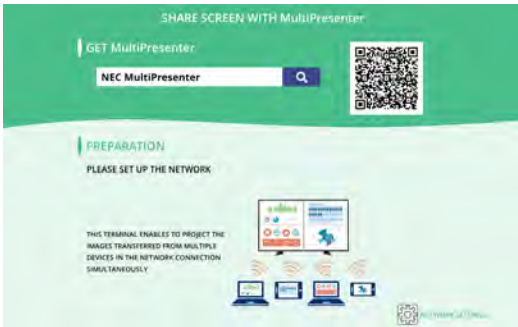 SHARE SCREEN WITH MultiPresenter
GET MultiPresenter
NEC MultiPresenter
PREPARATION
PLEASE SET UP THE NETWORK
THIS TERMINAL ENABLES TO PROJECT THE
IMAGES TRANSFERRED FROM MULTIPLE
DEVICES IN THE NETWORK CONNECTION
SIMULTANEOUSLY